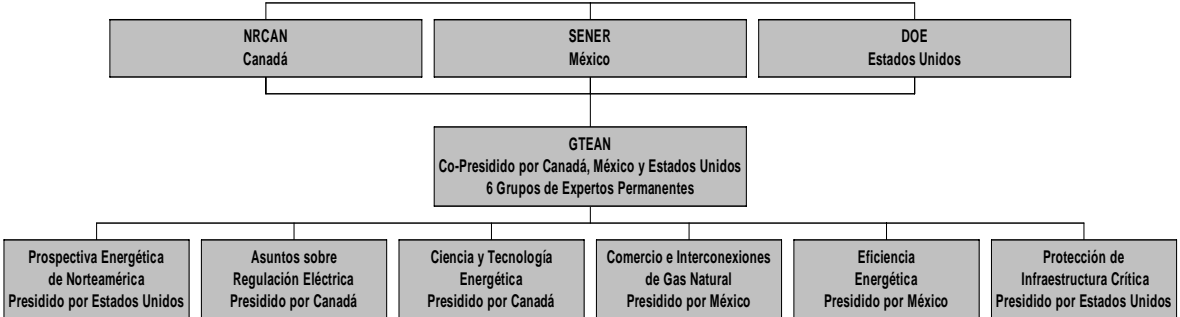 NRCAN
Canadá
SENER
México
DOE
Estados Unidos
GTEAN
Co-Presidido por Canadá, México y Estados Unidos
6 Grupos de Expertos Permanentes
Prospectiva Energética
de Norteamérica
Presidido por Estados Unidos
Asuntos sobre
Regulación Eléctrica
Presidido por Canadá
Ciencia y Tecnología
Energética
Presidido por Canadá
Comercio e Interconexiones
de Gas Natural
Presidido por México
Eficiencia
Energética
Presidido por México
Protección de
Infraestructura Crítica
Presidido por Estados Unidos